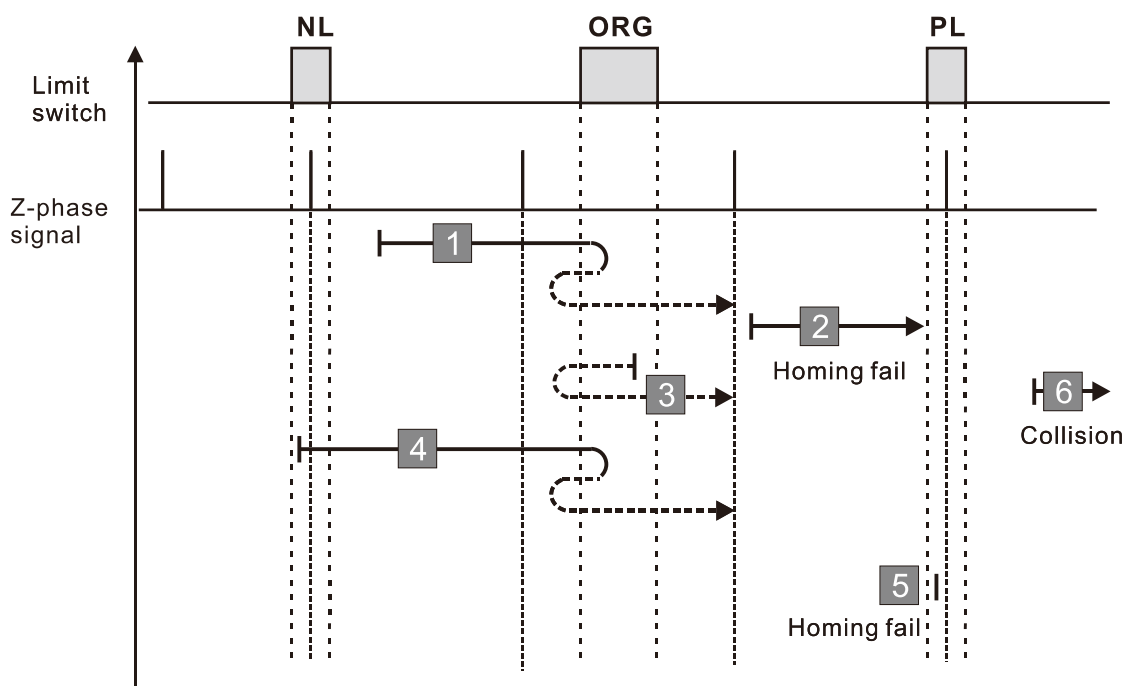 NL
ORG
PL
Limit
switch
Z-phase
signal
1
2
Homing fail
3
6
Collision
4
5
Homing fail